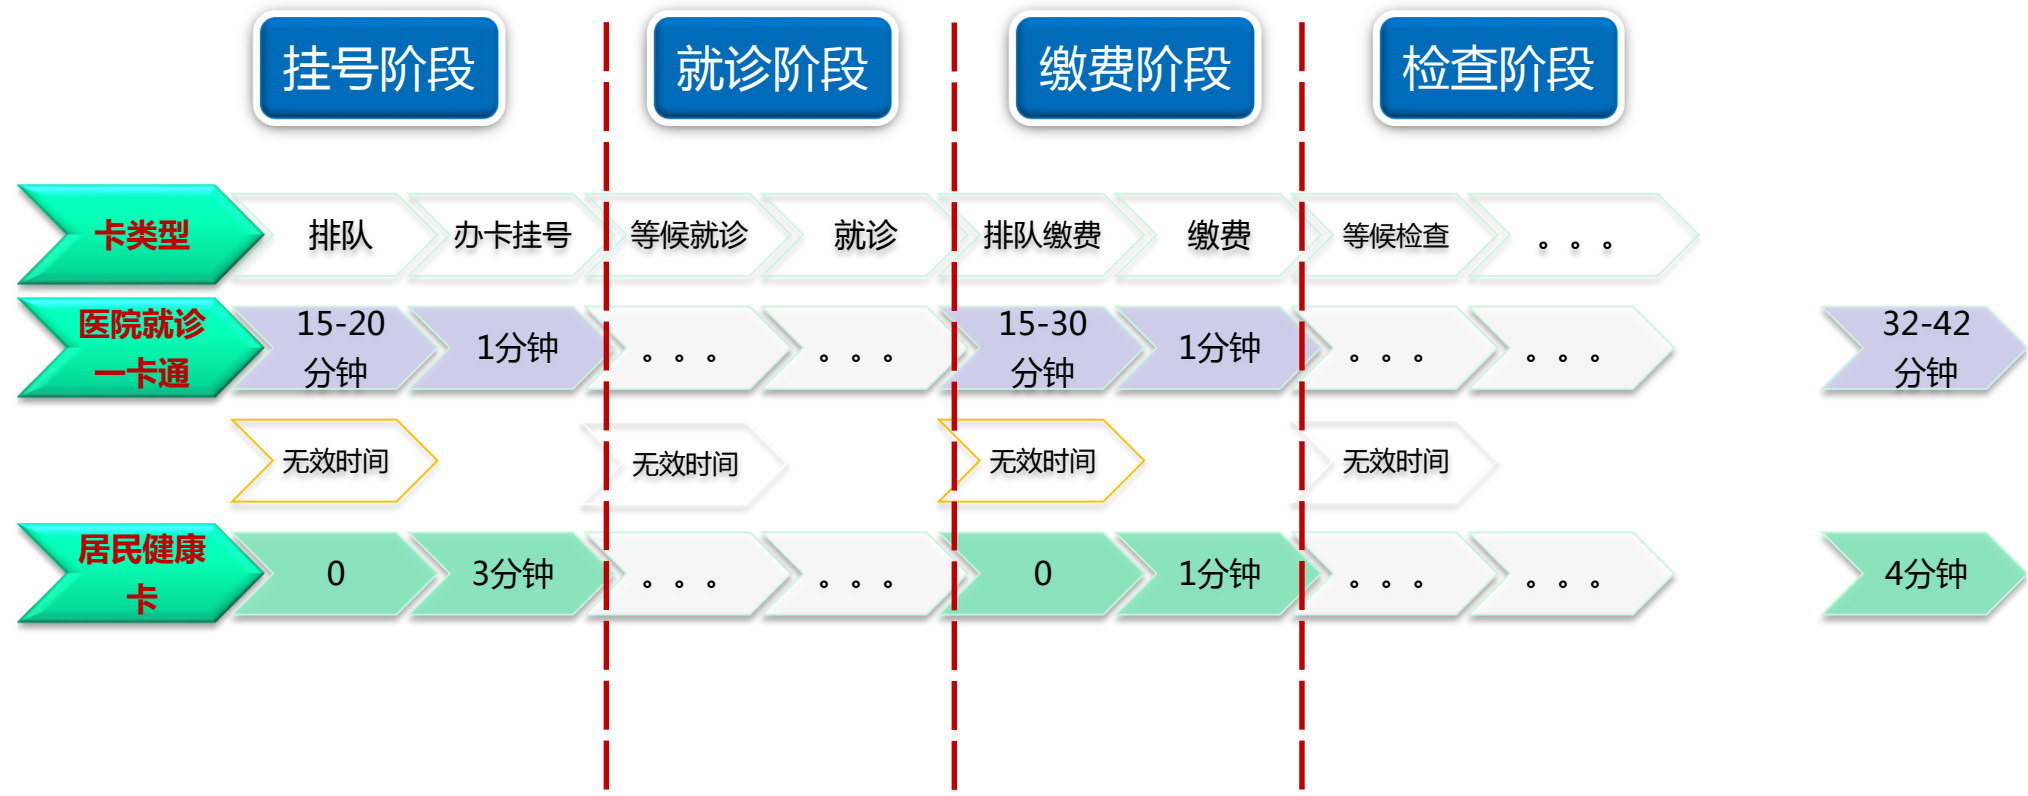 挂号阶段
就诊阶段
缴费阶段
检查阶段
卡类型
排队
办卡挂号
等候就诊
就诊
排队缴费
缴费
等候检查
。。。
医院就诊
一卡通
15-20
分钟
1分钟
。。。
。。。
15-30
分钟
1分钟
。。。
。。。
32-42
分钟
无效时间
无效时间
无效时间
无效时间
居民健康
卡
0
3分钟
。。。
。。。
0
1分钟
。。。
。。。
4分钟